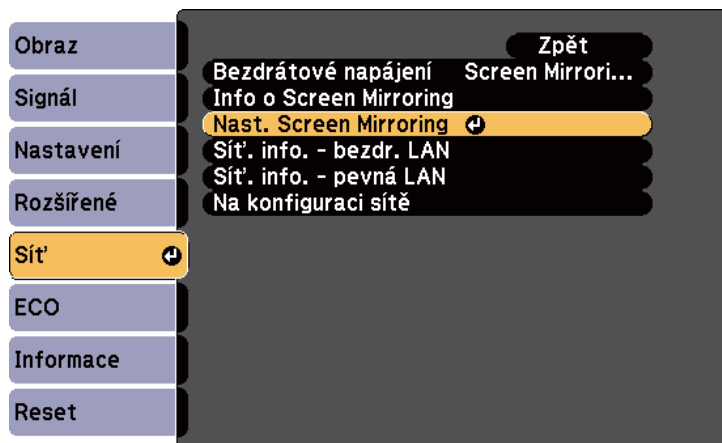 Obraz
Signál
Nastavení
Rozšířené
Síť
ECO
Informace
Reset
Zpět
Bezdrátové napájení Screen Mirrori...
Info o Screen Mirroring
Nast. Screen Mirroring
Síť. info. - bezdr. LAN
Síť. info. - pevná LAN
Na konfiguraci sítě